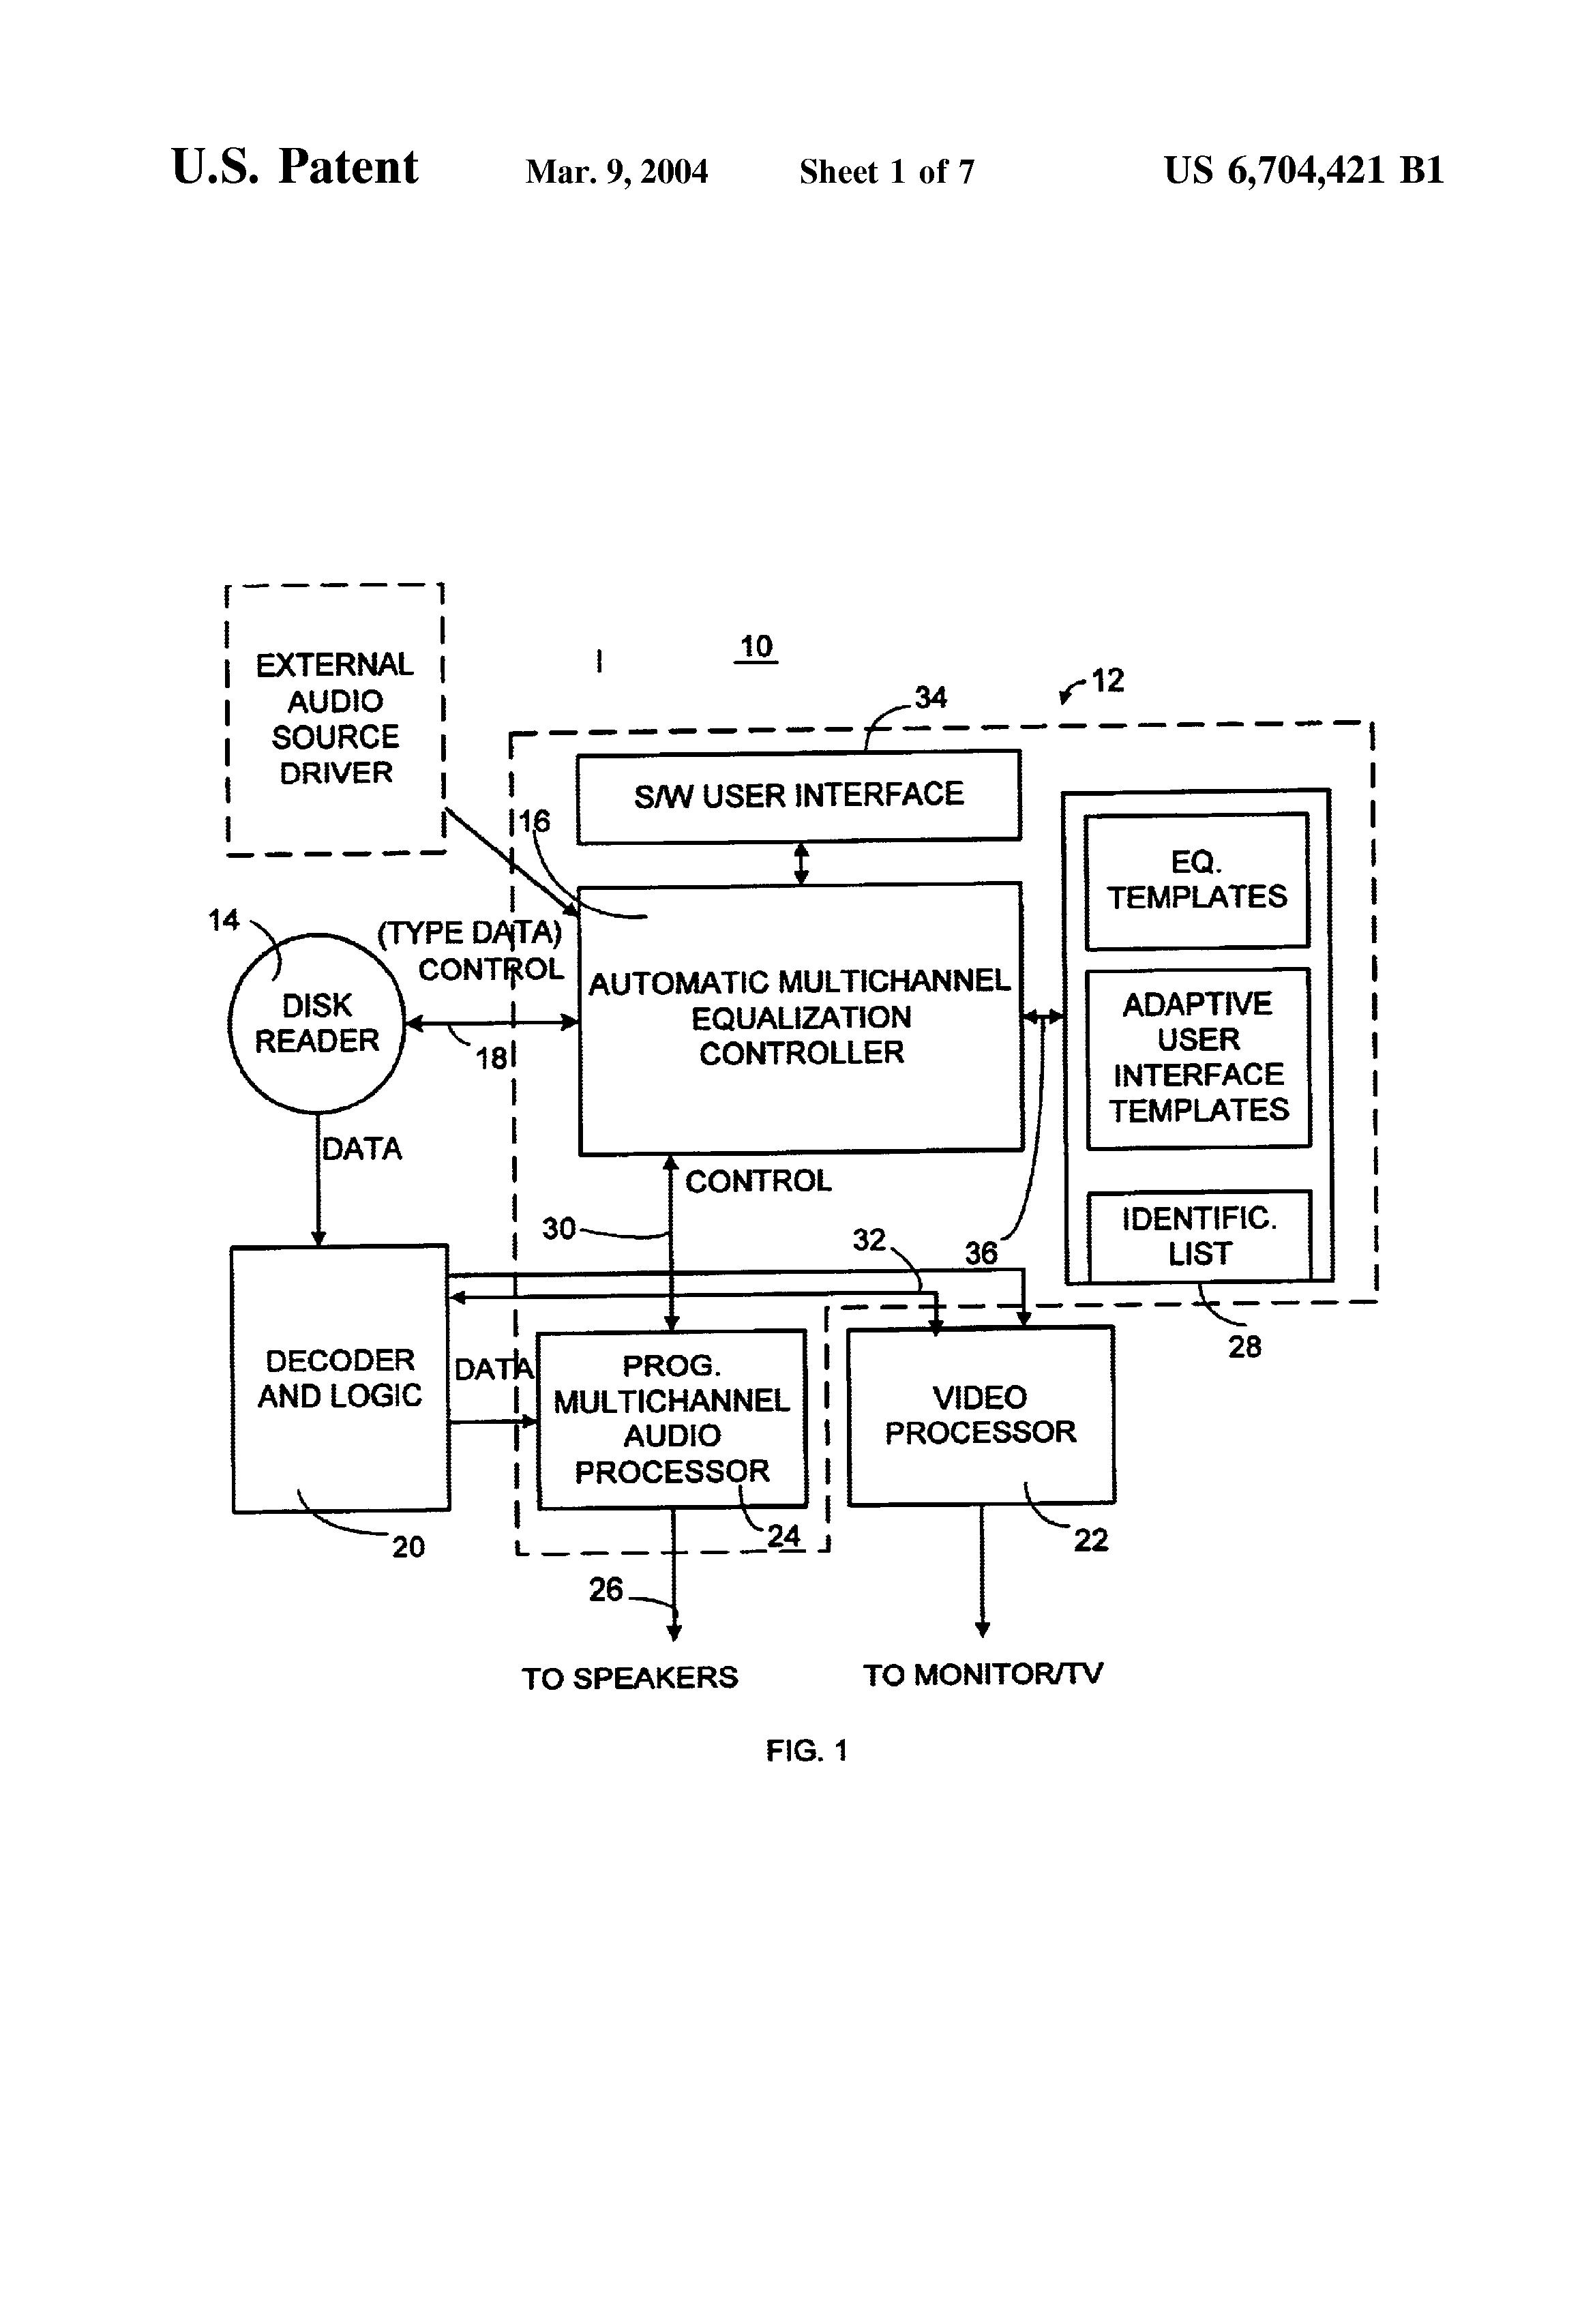 U.S. Patent Mar. 9, 2004 Sheet 1 of 7 US 6,704,421 B1
10
12
34
EXTERNAL
AUDIO
SOURCE
DRIVER
S/W USER INTERFACE
16
EQ.
TEMPLATES
14
(TYPE DATA)
CONTROL
DISK
READER
18
AUTOMATIC MULTICHANNEL
EQUALIZATION
CONTROLLER
ADAPTIVE
USER
INTERFACE
TEMPLATES
DATA
CONTROL
30
32
36
IDENTIFIC.
LIST
28
DECODER
AND LOGIC
20
DATA
PROG.
MULTICHANNEL
AUDIO
PROCESSOR
24
VIDEO
PROCESSOR
22
26
TO SPEAKERS
TO MONITOR/TV
FIG. 1